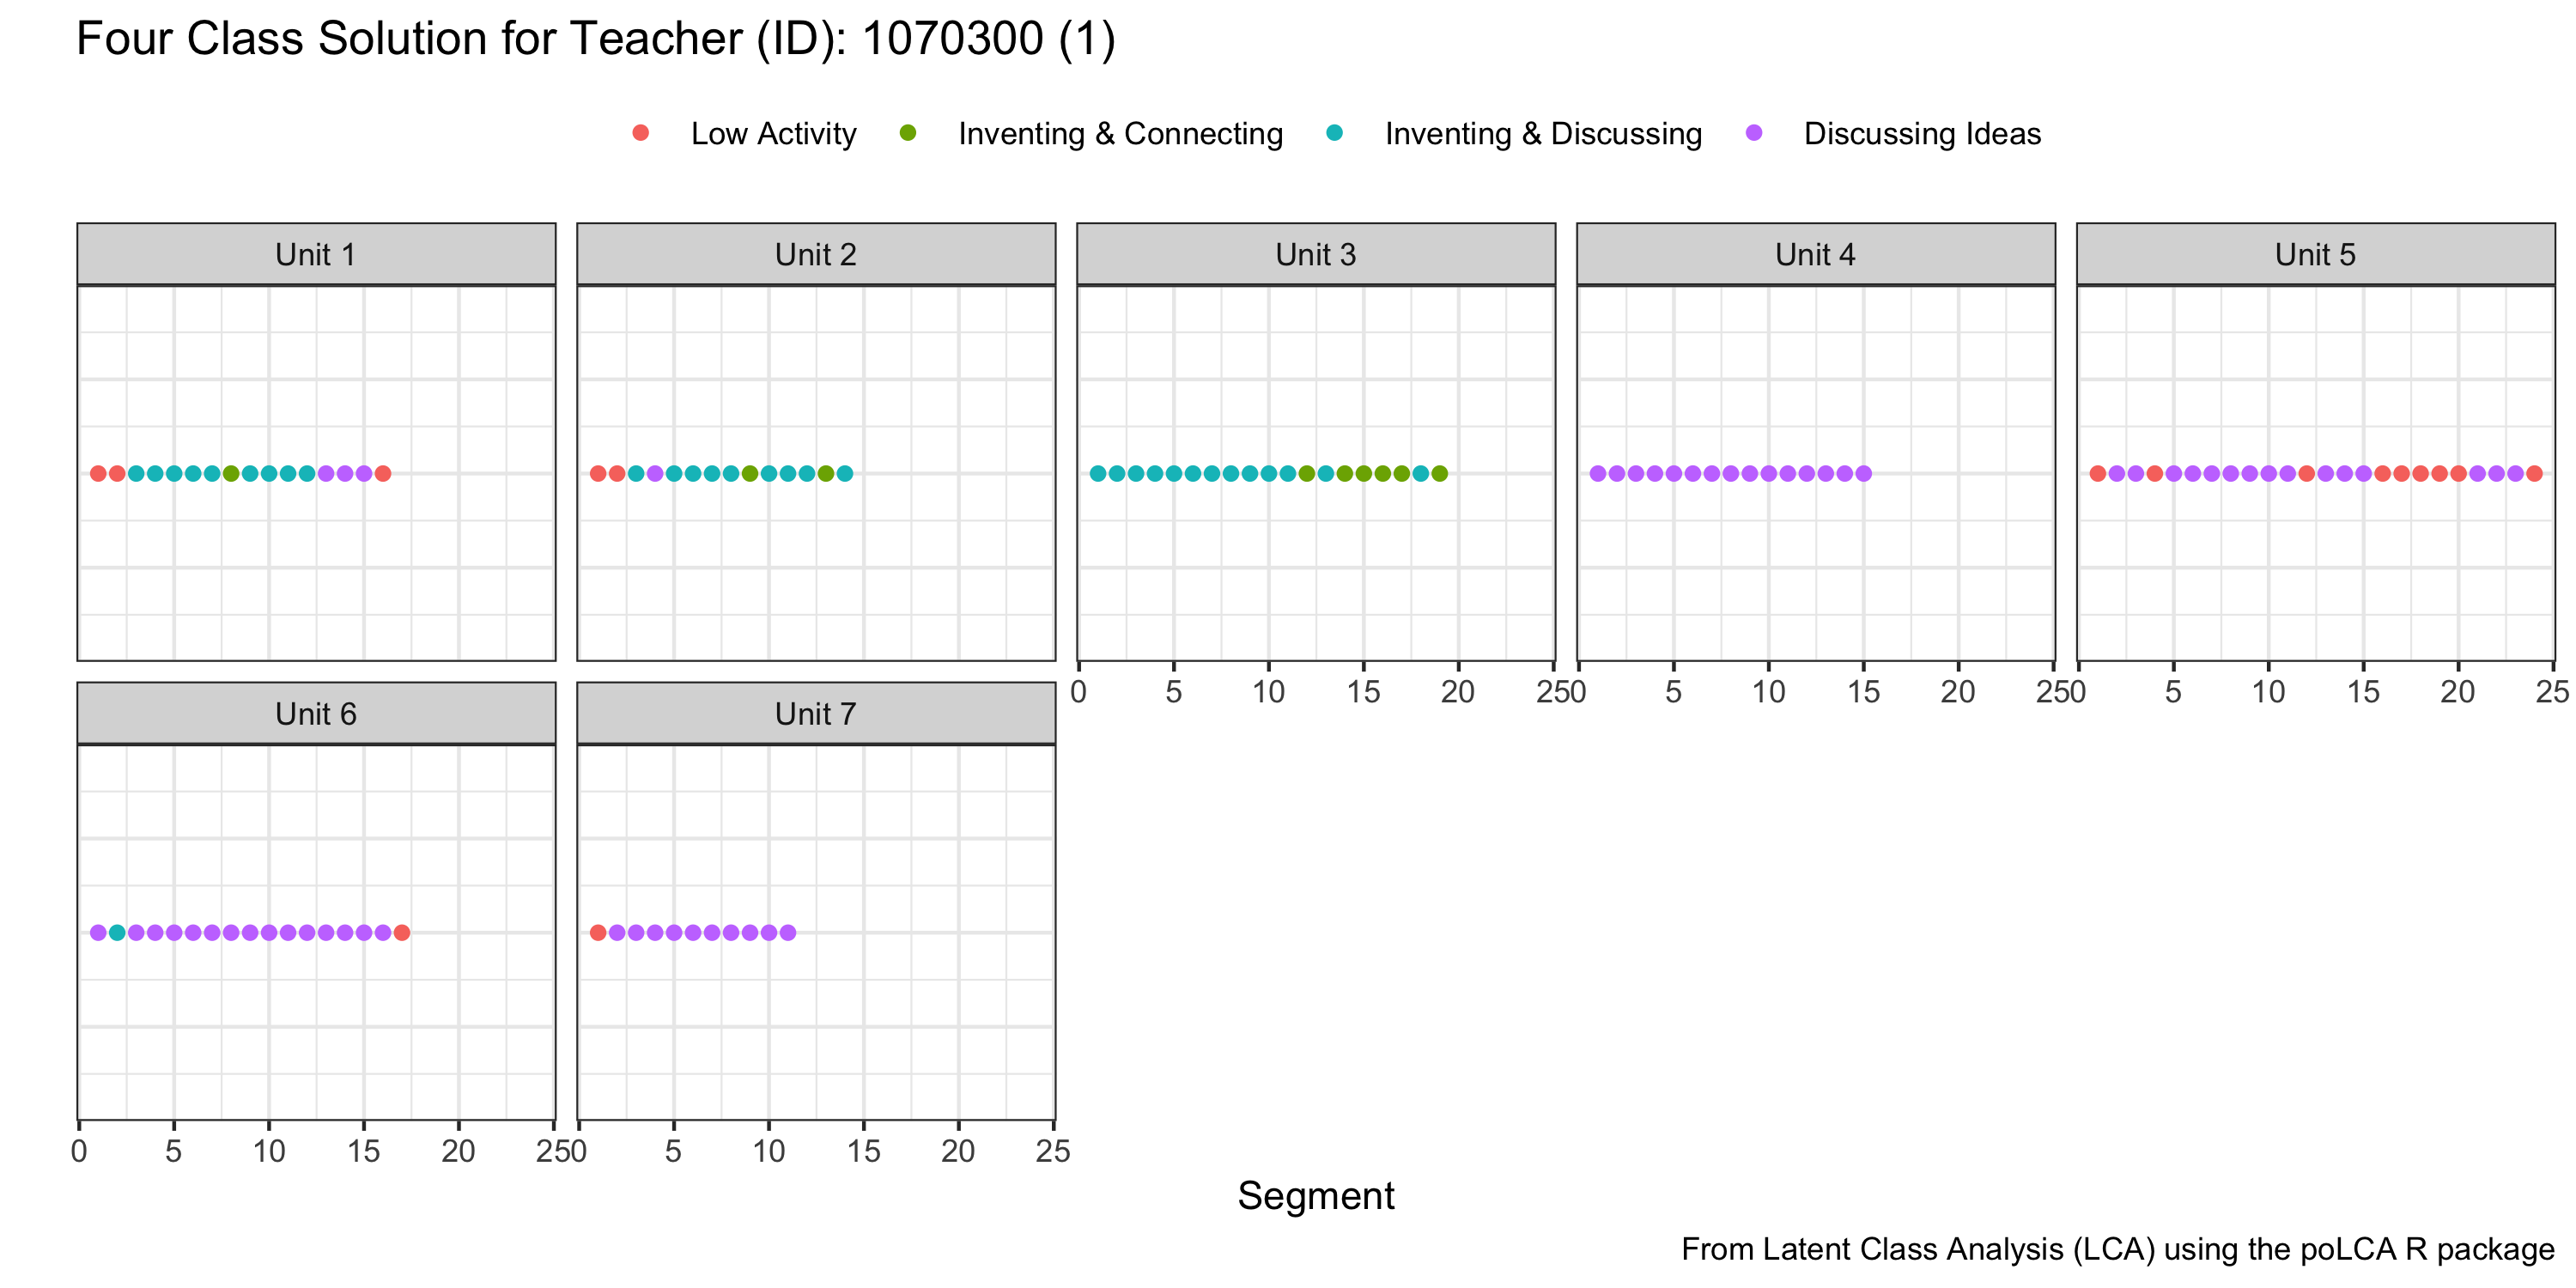 Four Class Solution for Teacher (ID): 1070300 (1)
Low Activity Inventing & Connecting Inventing & Discussing Discussing Ideas
Unit 1 Unit 2 Unit 3 Unit 4 Unit 5
0 5 10 15 20 25 0 5 10 15 20 25 0 5 10 15 20 25
Unit 6 Unit 7
0 5 10 15 20 25 0 5 10 15 20 25
Segment
From Latent Class Analysis (LCA) using the poLCA R package